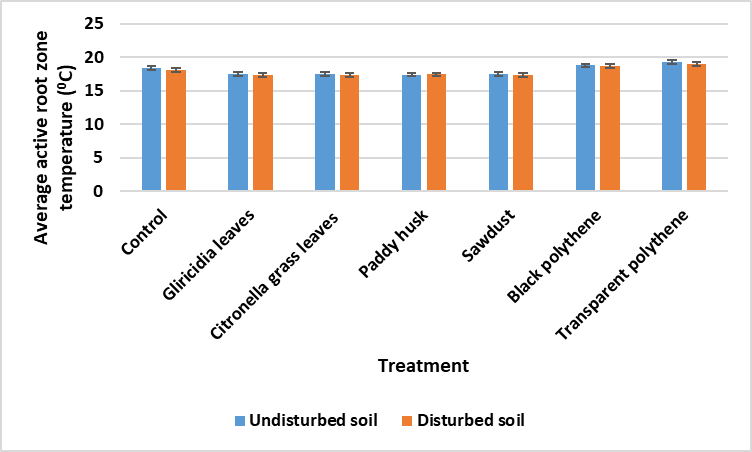 Average active root zone
temperature (⁰C)
25
20
15
10
5
0
Control
Gliricidia leaves
Citronella grass leaves
Paddy husk
Sawdust
Black polythene
Transparent polythene
Treatment
Undisturbed soil
Disturbed soil